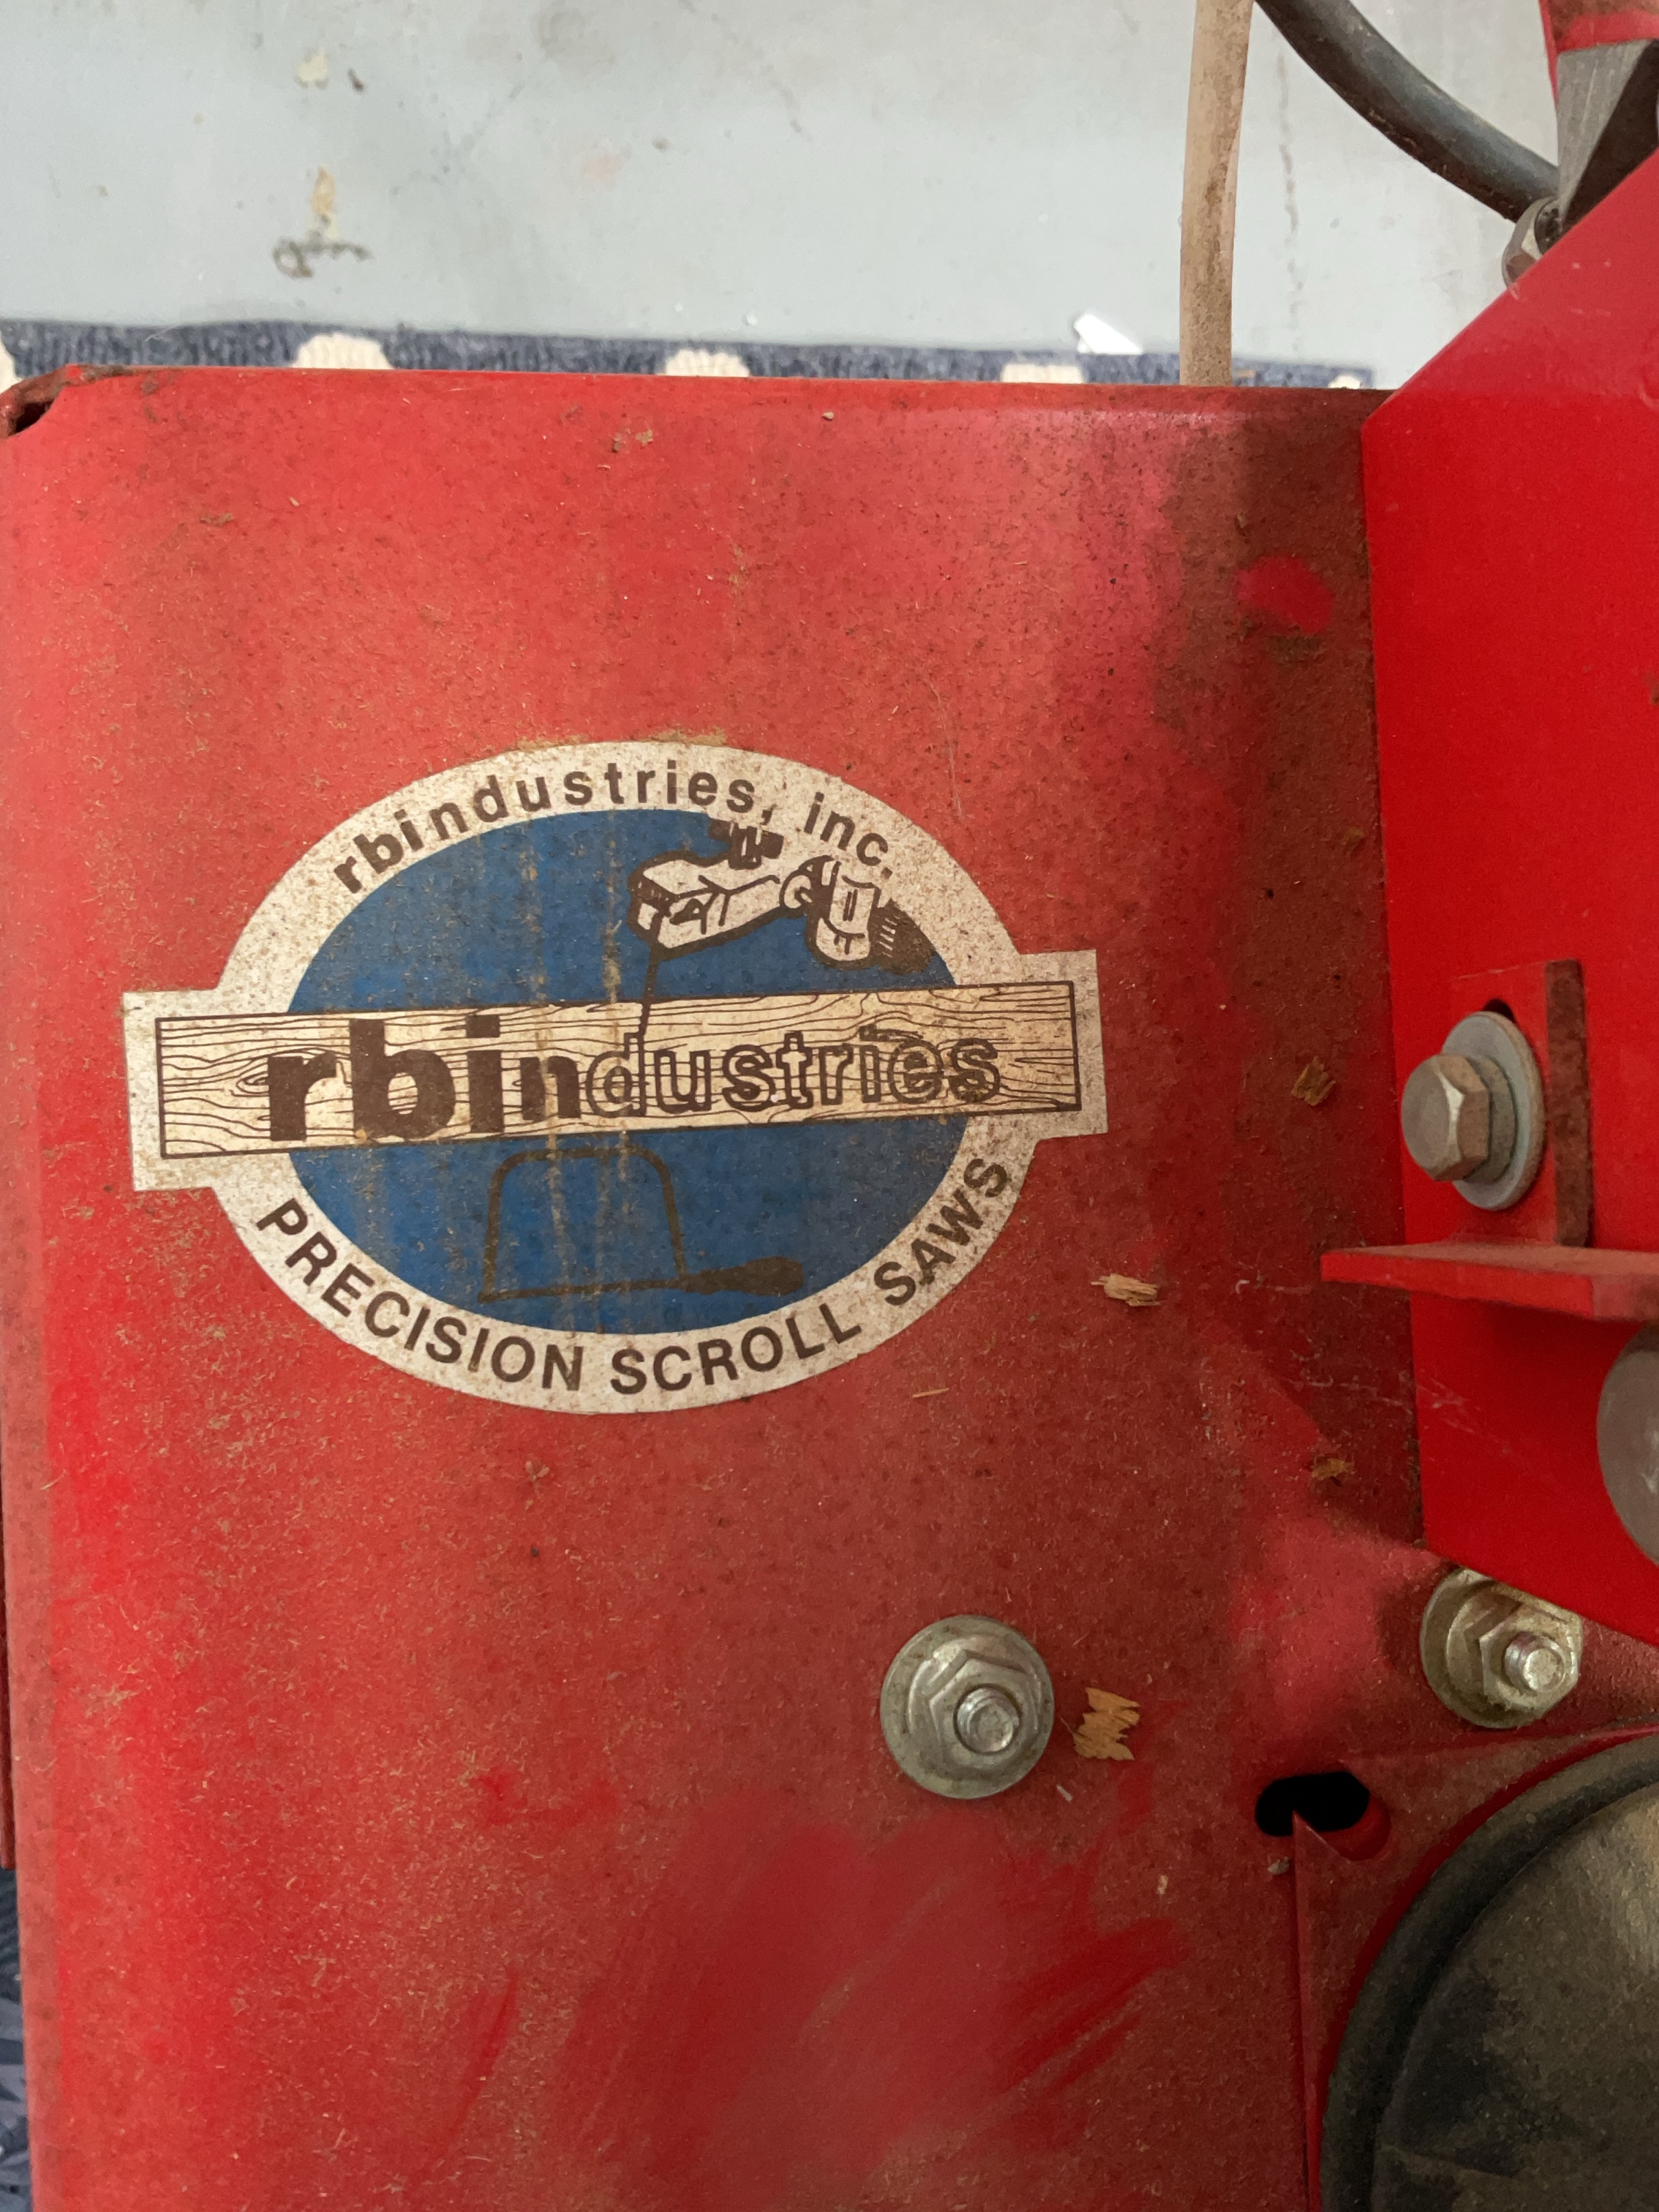 rbindustries, inc.
rbindustries
PRECISION SCROLL SAWS